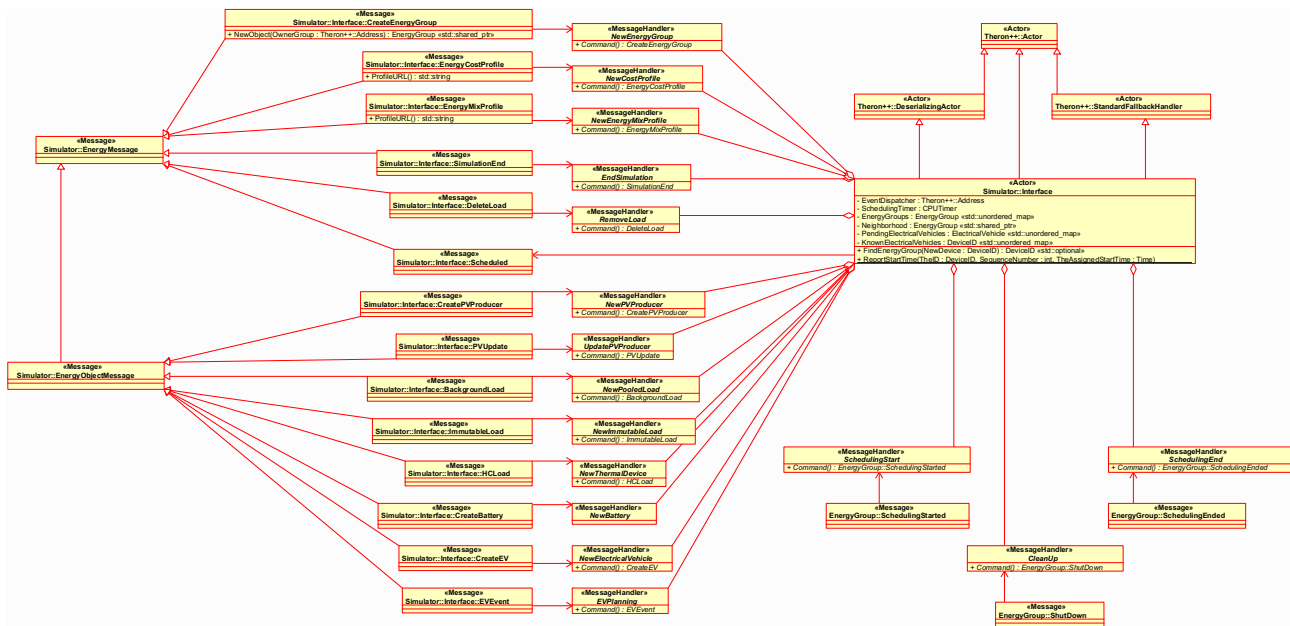 «Message»
Simulator::Interface::CreateEnergyGroup
+ NewObject(OwnerGroup : Theron++::Address) : EnergyGroup «std::shared_ptr»
«MessageHandler»
NewEnergyGroup
+ Command() : CreateEnergyGroup
«Actor»
Theron++::Actor
«Message»
Simulator::Interface::EnergyCostProfile
+ ProfileURL() : std::string
«MessageHandler»
NewCostProfile
+ Command() : EnergyCostProfile
«Message»
Simulator::Interface::EnergyMixProfile
+ ProfileURL() : std::string
«MessageHandler»
NewEnergyMixProfile
+ Command() : EnergyMixProfile
«Actor»
Theron++::DeserializingActor
«Actor»
Theron++::StandardFallbackHandler
«Message»
Simulator::EnergyMessage
«Message»
Simulator::Interface::SimulationEnd
«MessageHandler»
EndSimulation
+ Command() : SimulationEnd
«Message»
Simulator::Interface::DeleteLoad
«MessageHandler»
RemoveLoad
+ Command() : DeleteLoad
«Actor»
Simulator::Interface
- EventDispatcher : Theron++::Address
- SchedulingTimer : CPUTimer
- EnergyGroups : EnergyGroup «std::unordered_map»
- Neighborhood : EnergyGroup «std::shared_ptr»
- PendingElectricalVehicles : ElectricalVehicle «std::unordered_map»
- KnownElectricalVehicles : DeviceID «std::unordered_map»
+ FindEnergyGroup(NewDevice : DeviceID) : DeviceID «std::optional»
+ ReportStartTime(TheID : DeviceID, SequenceNumber : int, TheAssignedStartTime : Time)
«Message»
Simulator::Interface::Scheduled
«Message»
Simulator::Interface::CreatePVProducer
«MessageHandler»
NewPVProducer
+ Command() : CreatePVProducer
«Message»
Simulator::Interface::PVUpdate
«MessageHandler»
UpdatePVProducer
+ Command() : PVUpdate
«Message»
Simulator::EnergyObjectMessage
«Message»
Simulator::Interface::BackgroundLoad
«MessageHandler»
NewPooledLoad
+ Command() : BackgroundLoad
«Message»
Simulator::Interface::ImmutableLoad
«MessageHandler»
NewImmutableLoad
+ Command() : ImmutableLoad
«Message»
Simulator::Interface::HCLoad
«MessageHandler»
NewThermalDevice
+ Command() : HCLoad
«MessageHandler»
SchedulingStart
+ Command() : EnergyGroup::SchedulingStarted
«MessageHandler»
SchedulingEnd
+ Command() : EnergyGroup::SchedulingEnded
«Message»
Simulator::Interface::CreateBattery
«MessageHandler»
NewBattery
«Message»
EnergyGroup::SchedulingStarted
«Message»
EnergyGroup::SchedulingEnded
«Message»
Simulator::Interface::CreateEV
«MessageHandler»
NewElectricalVehicle
+ Command() : CreateEV
«MessageHandler»
CleanUp
+ Command() : EnergyGroup::ShutDown
«Message»
Simulator::Interface::EVEvent
«MessageHandler»
EVPlanning
+ Command() : EVEvent
«Message»
EnergyGroup::ShutDown